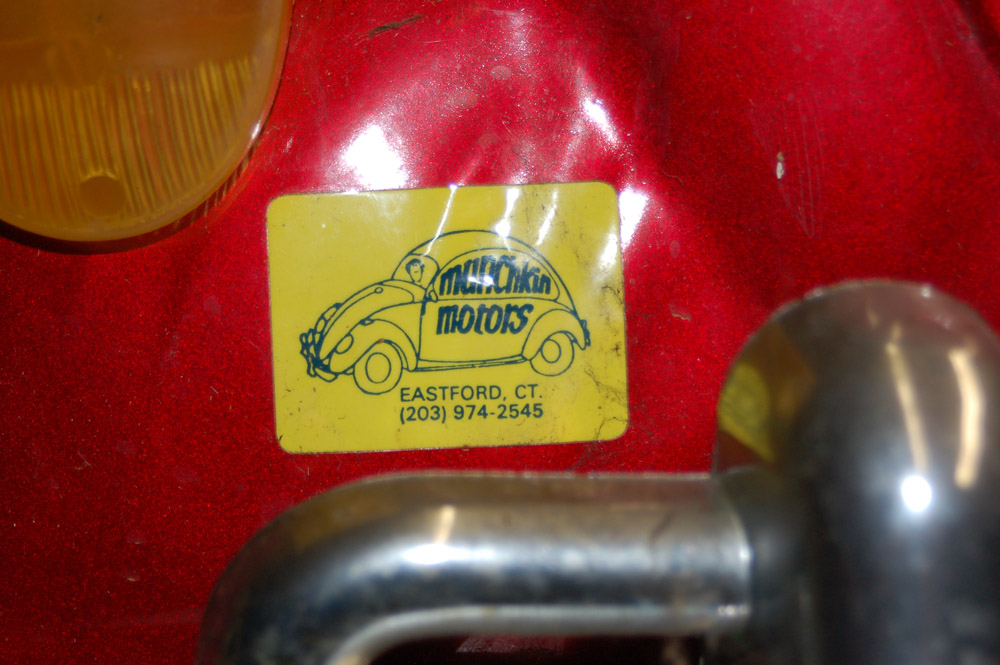 munchkin
motors
EASTFORD, CT.
(203) 974-2545